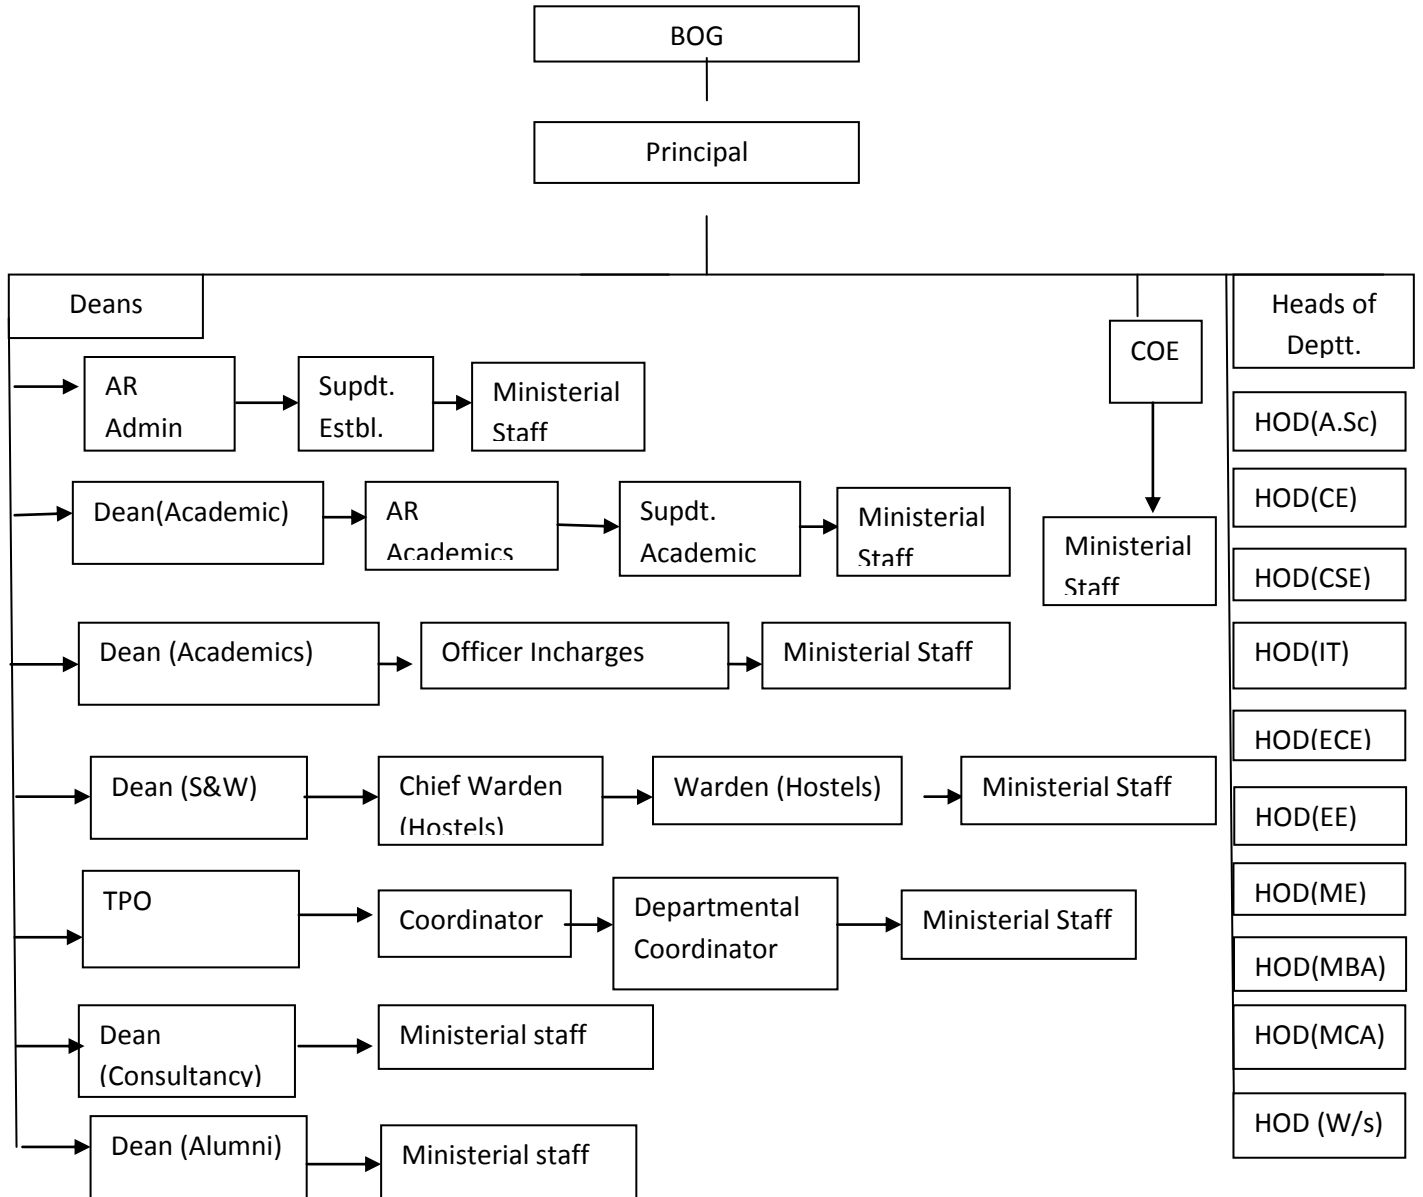 BOG
Principal
Deans
COE
Heads of
Deptt.
AR
Admin
Supdt.
Estbl.
Ministerial
Staff
HOD(A.Sc)
Dean(Academic)
AR
Academics
Supdt.
Academic
Ministerial
Staff
Ministerial
Staff
HOD(CE)
HOD(CSE)
Dean (Academics)
Officer Incharges
Ministerial Staff
HOD(IT)
HOD(ECE)
Dean (S&W)
Chief Warden
(Hostels)
Warden (Hostels)
Ministerial Staff
HOD(EE)
TPO
Coordinator
Departmental
Coordinator
Ministerial Staff
HOD(ME)
HOD(MBA)
Dean
(Consultancy)
Ministerial staff
HOD(MCA)
Dean (Alumni)
Ministerial staff
HOD (W/s)